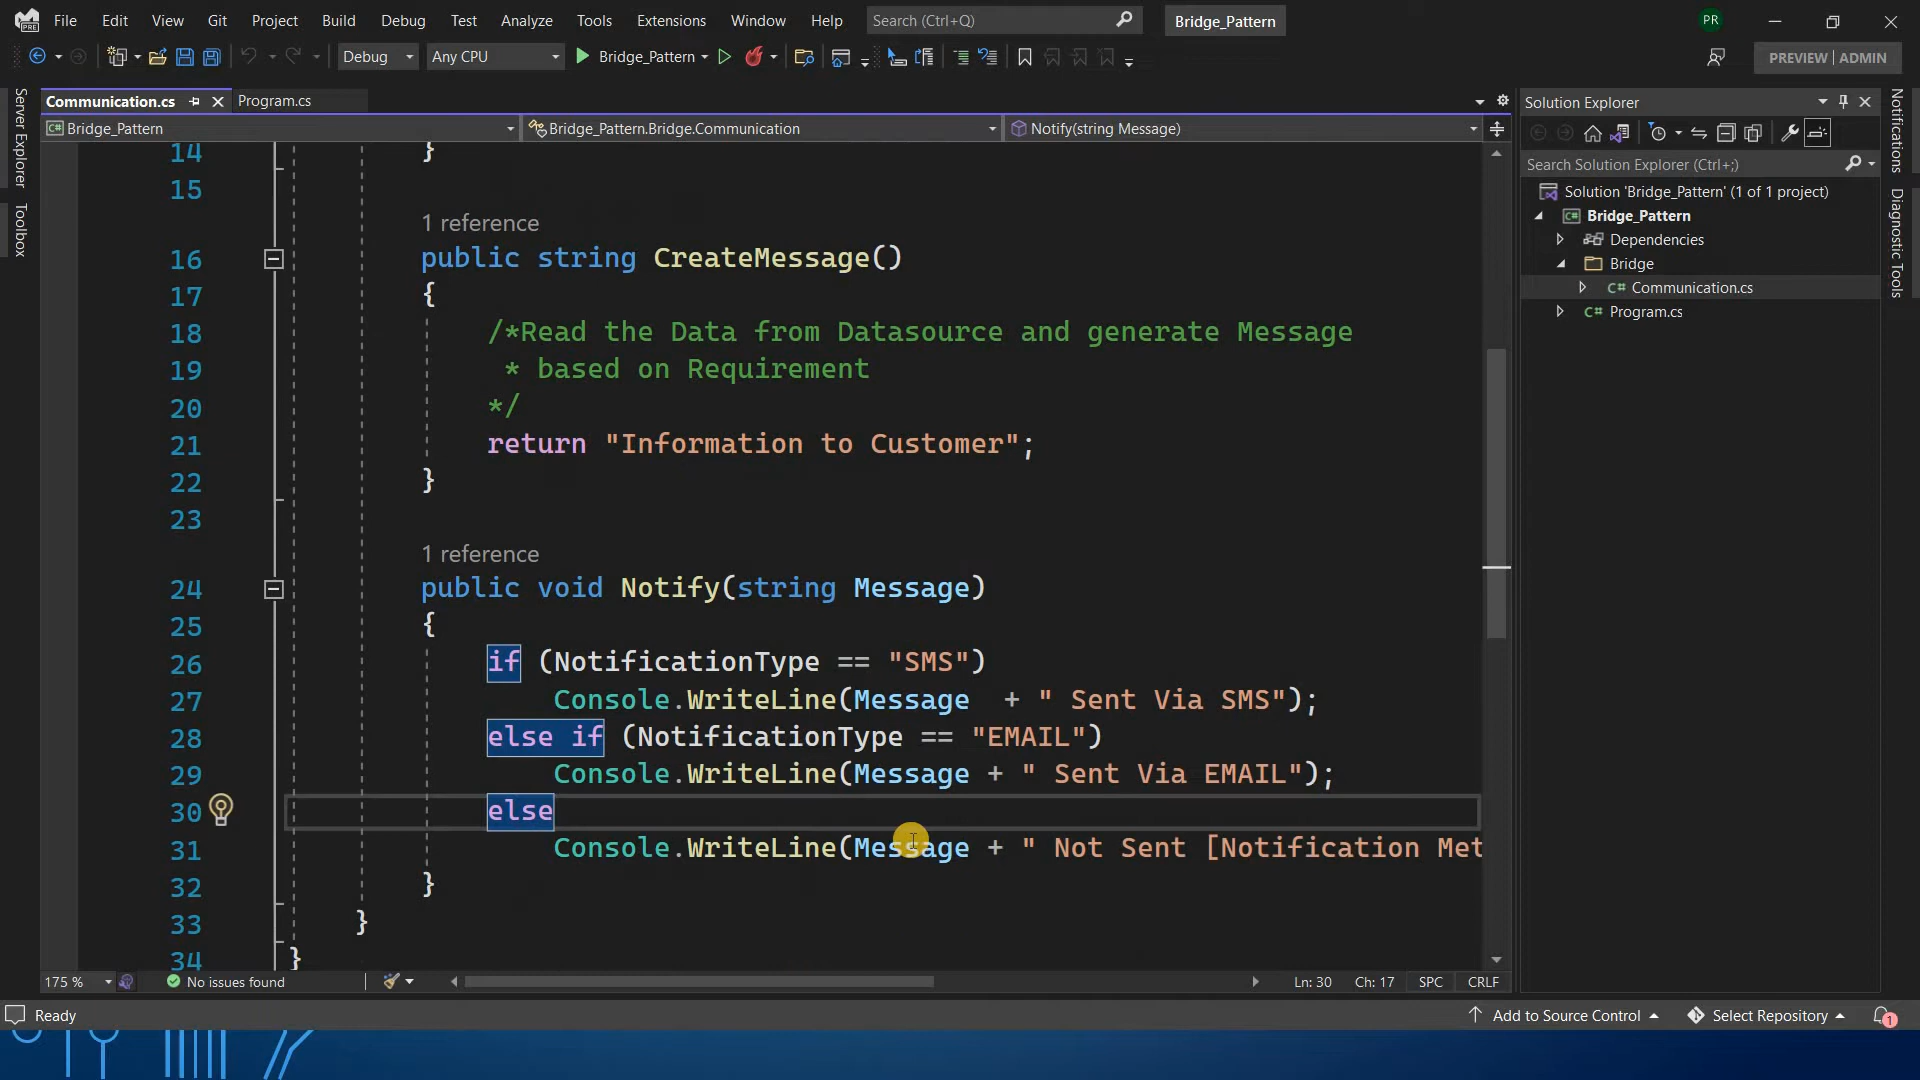 File Edit View Git Project Build Debug Test Analyze Tools Extensions Window Help Search (Ctrl+Q) Bridge_Pattern PR
Debug Any CPU Bridge_Pattern PREVIEW | ADMIN
Server Explorer
Toolbox
Communication.cs Program.cs
Bridge_Pattern Bridge_Pattern.Bridge.Communication Notify(string Message)
14 }
15
1 reference
16 public string CreateMessage()
17 {
18 /*Read the Data from Datasource and generate Message
19 * based on Requirement
20 */
21 return "Information to Customer";
22 }
23
1 reference
24 public void Notify(string Message)
25 {
26 if (NotificationType == "SMS")
27 Console.WriteLine(Message  + " Sent Via SMS");
28 else if (NotificationType == "EMAIL")
29 Console.WriteLine(Message + " Sent Via EMAIL");
30 else
31 Console.WriteLine(Message + " Not Sent [Notification Met
32 }
33 }
34 }
175 % No issues found Ln: 30 Ch: 17 SPC CRLF
Solution Explorer
Search Solution Explorer (Ctrl+;)
Solution 'Bridge_Pattern' (1 of 1 project)
Bridge_Pattern
Dependencies
Bridge
C# Communication.cs
C# Program.cs
Notifications
Diagnostic Tools
Ready Add to Source Control Select Repository 1